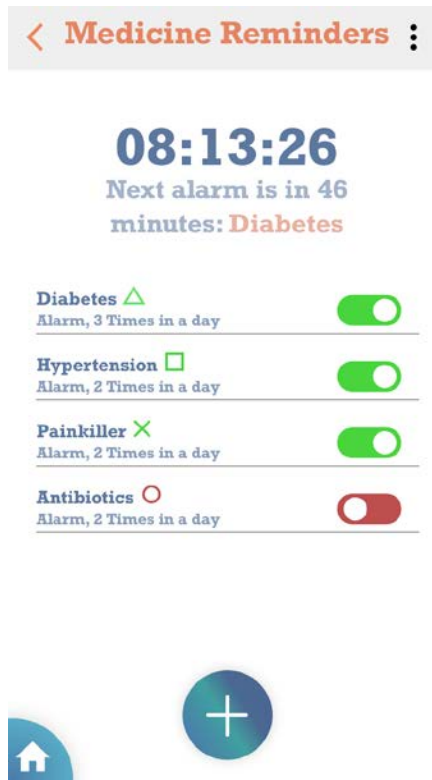 Medicine Reminders
08:13:26
Next alarm is in 46
minutes: Diabetes
Diabetes
Alarm, 3 Times in a day
Hypertension
Alarm, 2 Times in a day
Painkiller
Alarm, 2 Times in a day
Antibiotics
Alarm, 2 Times in a day